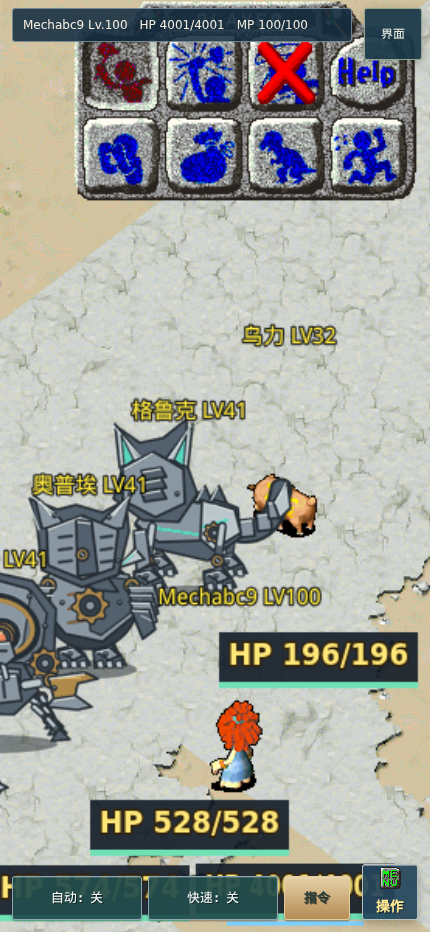 Mechabc9 Lv.100 HP 4001/4001 MP 100/100
界面
Help
乌力 LV32
格鲁克 LV41
奥普埃 LV41
LV41
Mechabc9 LV100
HP 196/196
HP 528/528
自动: 关
快速: 关
指令
操作